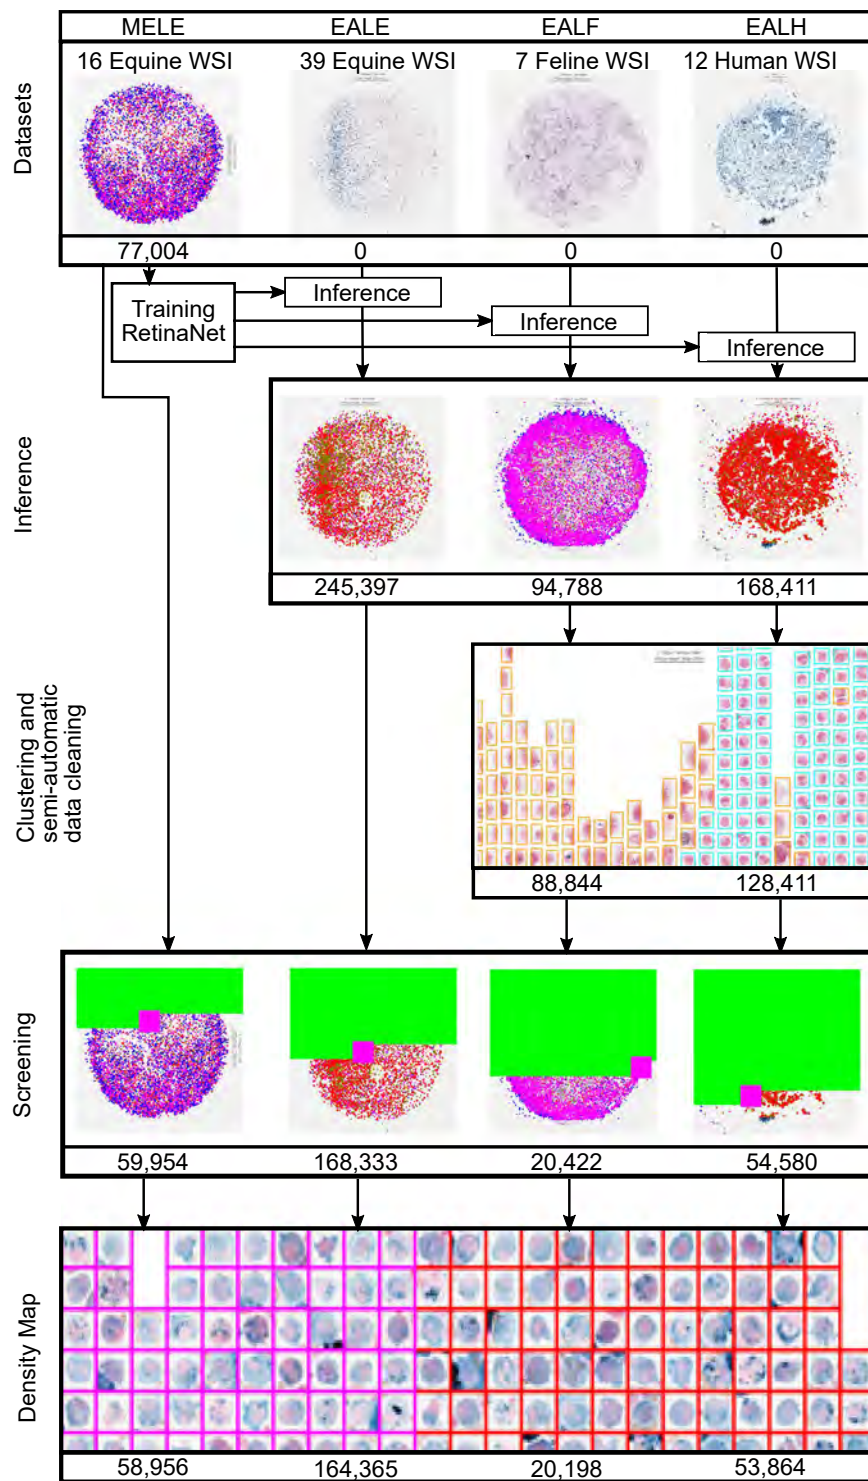 MELE EALE EALF EALH
16 Equine WSI 39 Equine WSI 7 Feline WSI 12 Human WSI
Datasets
77,004 0 0 0
Training
RetinaNet
Inference
Inference
Inference
Inference
245,397 94,788 168,411
Clustering and
semi-automatic
data cleaning
88,844 128,411
Screening
59,954 168,333 20,422 54,580
Density Map
58,956 164,365 20,198 53,864